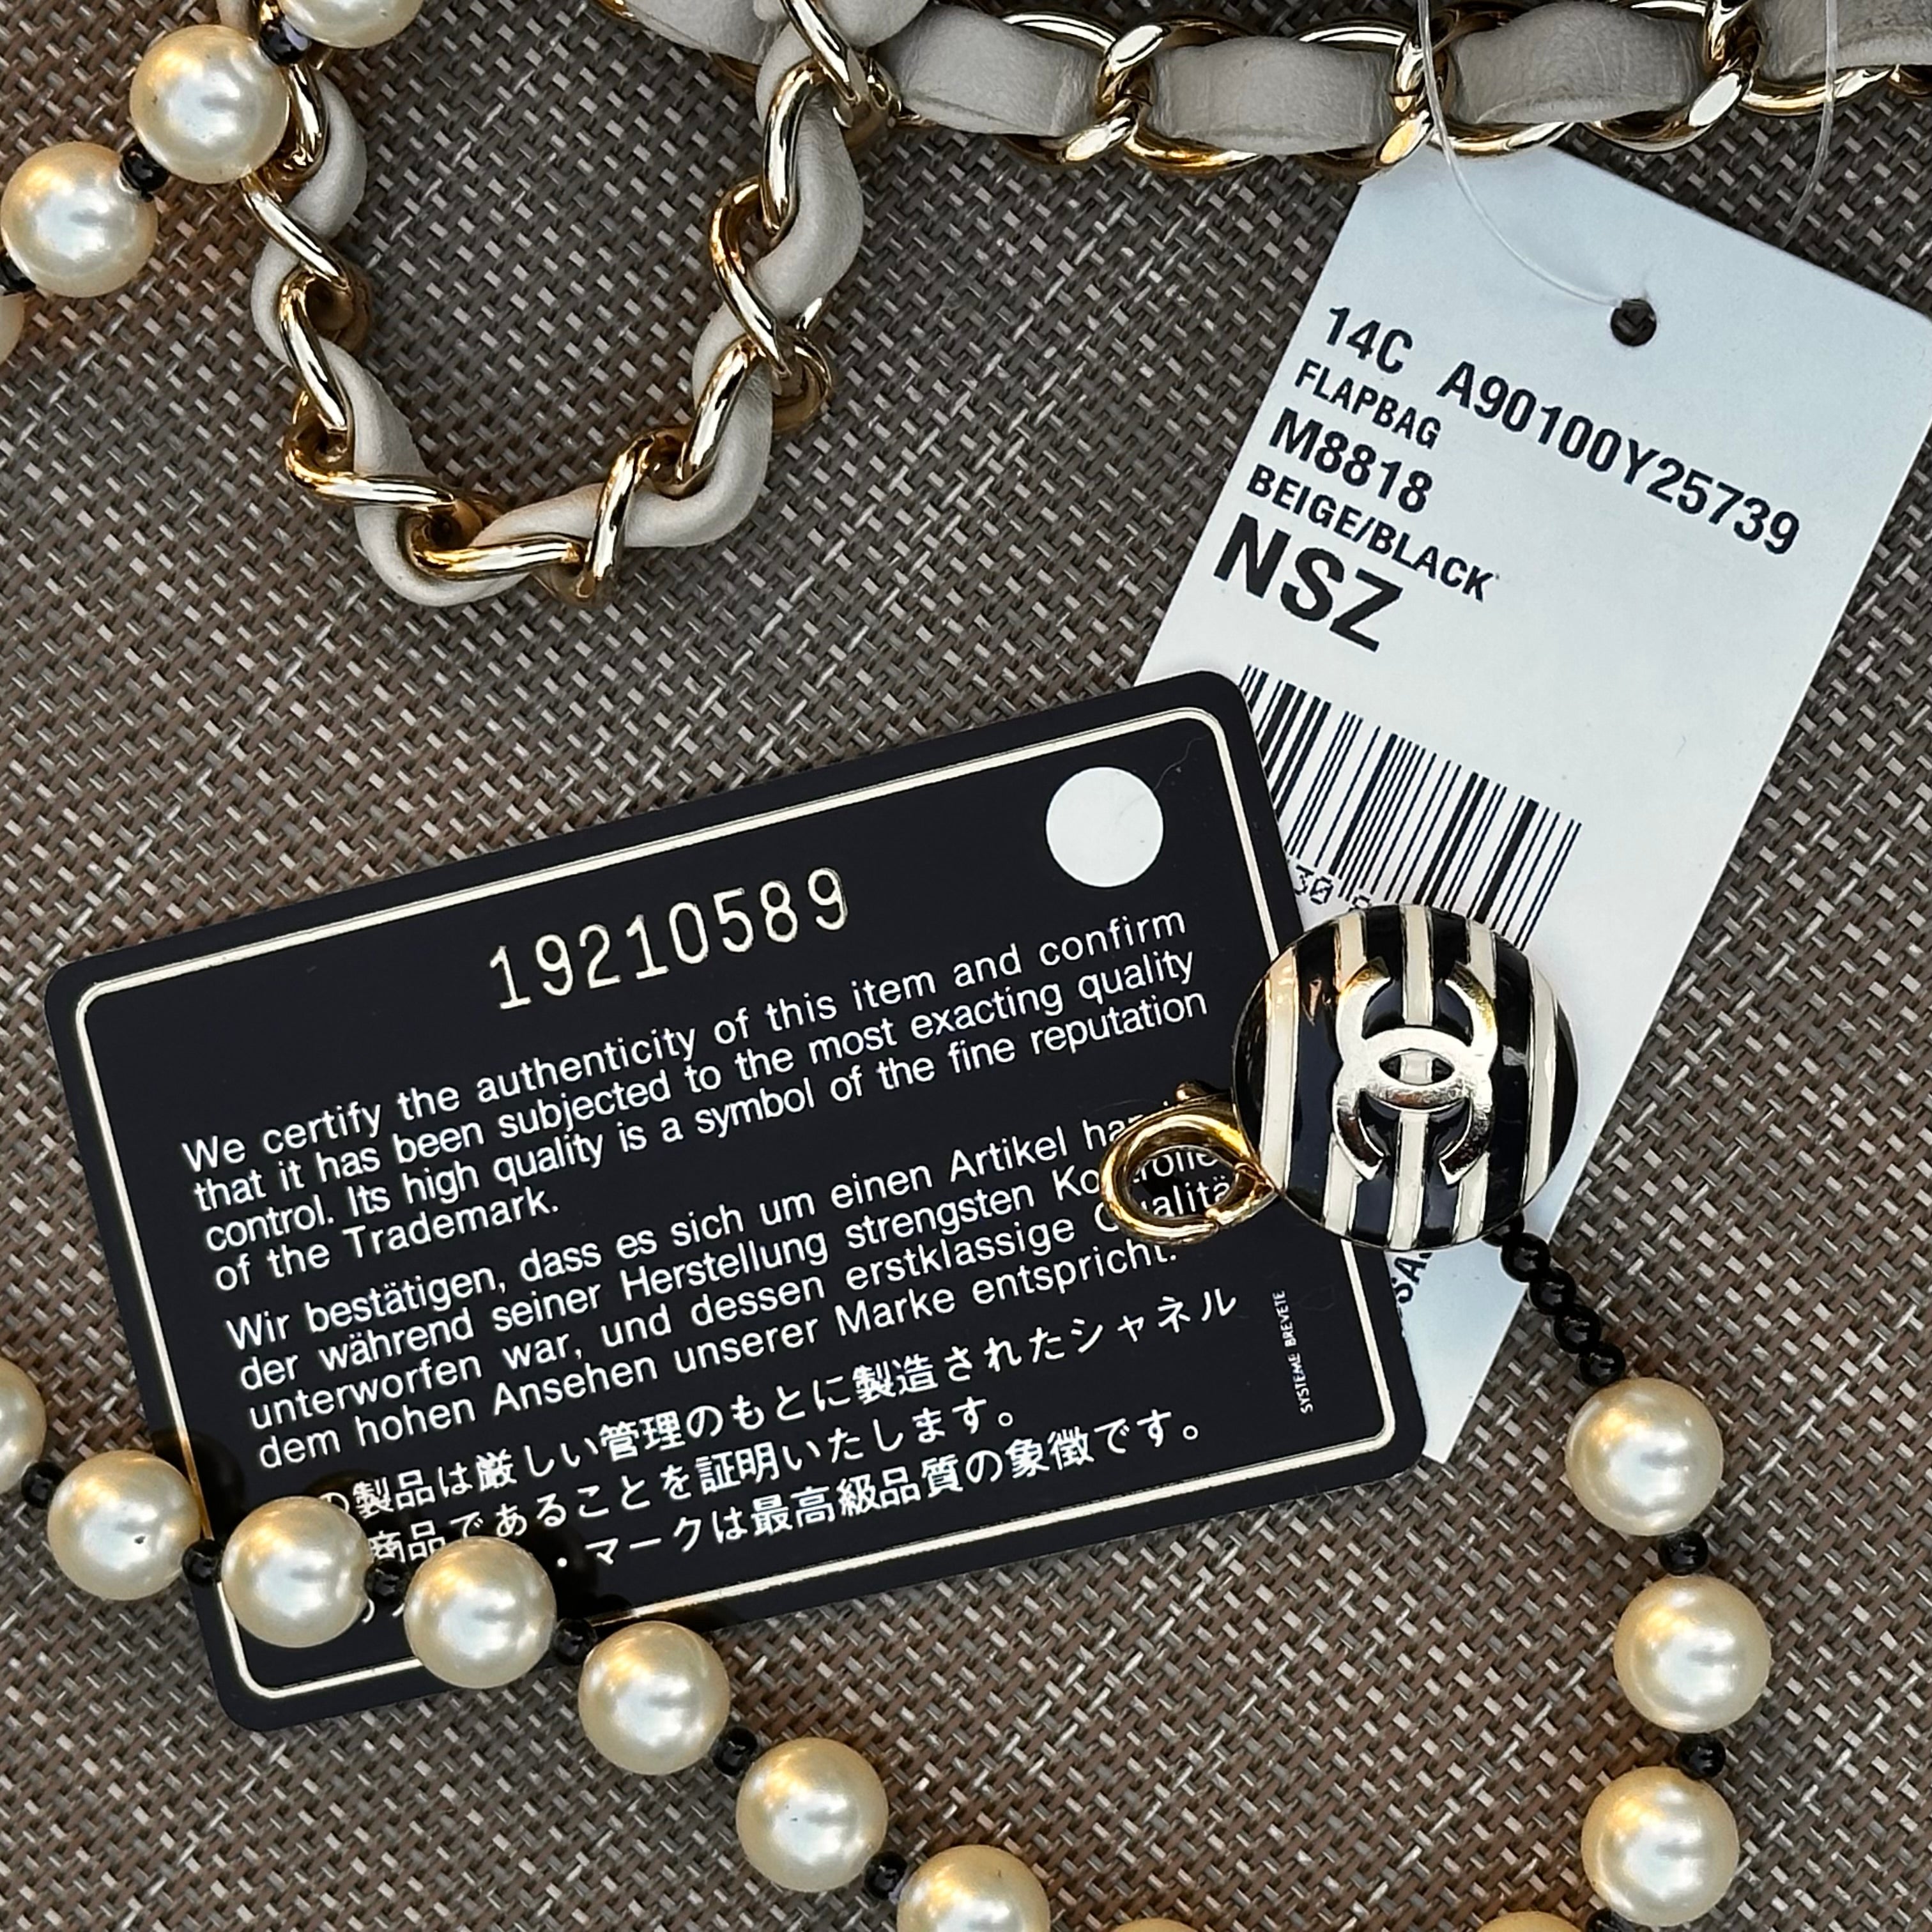 14C A90100Y25739
FLAPBAG
M8818
BEIGE/BLACK
NSZ
30
19210589
We certify the authenticity of this item and confirm
that it has been subjected to the most exacting quality
control. Its high quality is a symbol of the fine reputation
of the Trademark.
Wir bestätigen, dass es sich um einen Artikel
der während seiner Herstellung strengsten
unterworfen war, und dessen erstklassige
dem hohen Ansehen unserer Marke entspricht.
の製品は厳しい管理のもとに製造されたシャネル
商品であることを証明いたします。
・マークは最高級品質の象徴です。
SYSTEME BREVETE